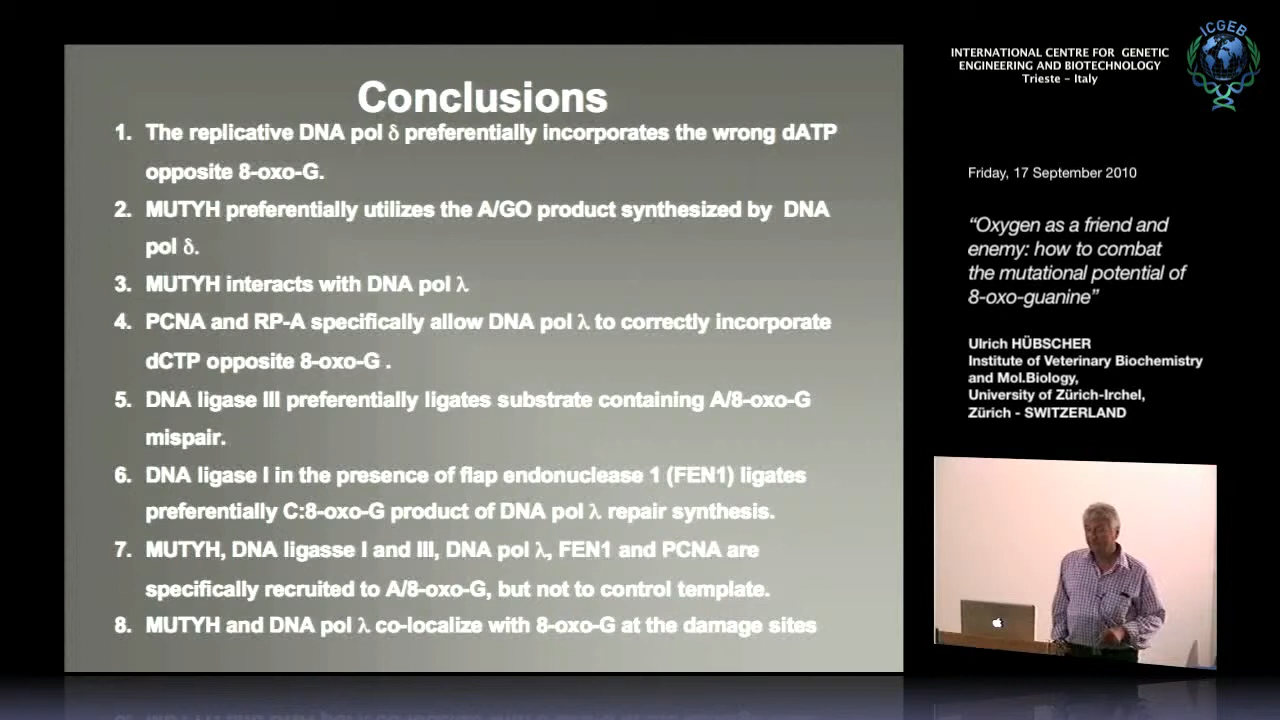 Conclusions
1. The replicative DNA pol δ preferentially incorporates the wrong dATP
opposite 8-oxo-G.
2. MUTYH preferentially utilizes the A/GO product synthesized by DNA
pol δ.
3. MUTYH interacts with DNA pol λ
4. PCNA and RP-A specifically allow DNA pol λ to correctly incorporate
dCTP opposite 8-oxo-G .
5. DNA ligase III preferentially ligates substrate containing A/8-oxo-G
mispair.
6. DNA ligase I in the presence of flap endonuclease 1 (FEN1) ligates
preferentially C:8-oxo-G product of DNA pol λ repair synthesis.
7. MUTYH, DNA ligasse I and III, DNA pol λ, FEN1 and PCNA are
specifically recruited to A/8-oxo-G, but not to control template.
8. MUTYH and DNA pol λ co-localize with 8-oxo-G at the damage sites
INTERNATIONAL CENTRE FOR GENETIC
ENGINEERING AND BIOTECHNOLOGY
Trieste - Italy
ICGEB
Friday, 17 September 2010
“Oxygen as a friend and
enemy: how to combat
the mutational potential of
8-oxo-guanine”
Ulrich HÜBSCHER
Institute of Veterinary Biochemistry
and Mol.Biology,
University of Zürich-Irchel,
Zürich - SWITZERLAND